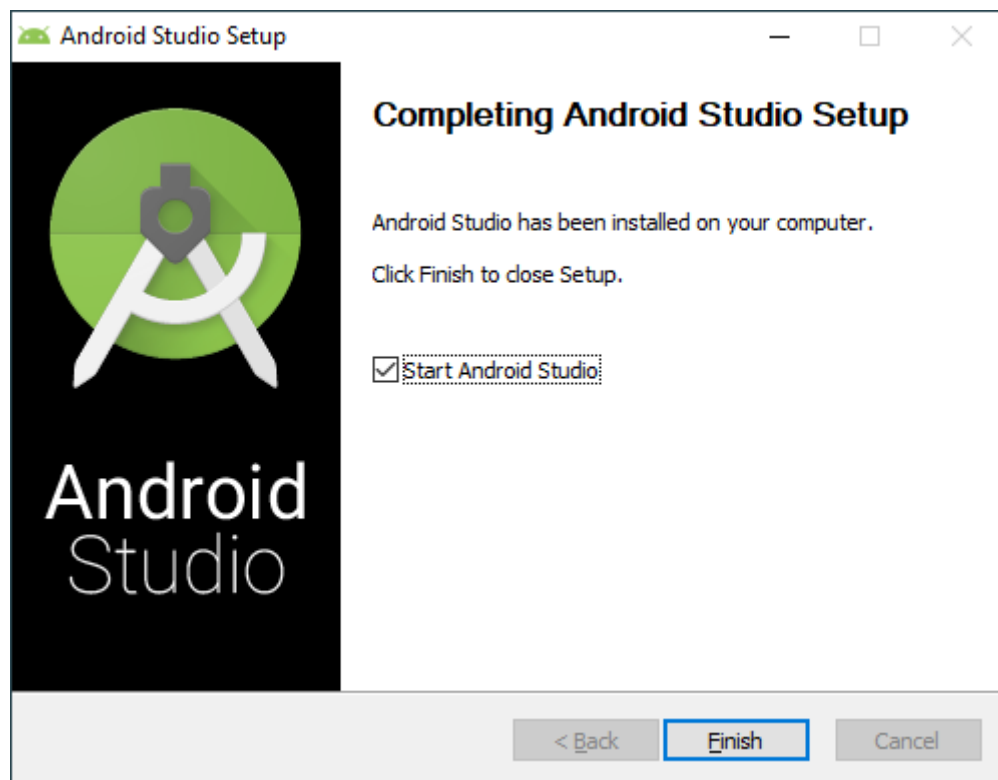 Android Studio Setup
Completing Android Studio Setup
Android Studio has been installed on your computer.
Click Finish to close Setup.
Start Android Studio
Android
Studio
< Back
Finish
Cancel